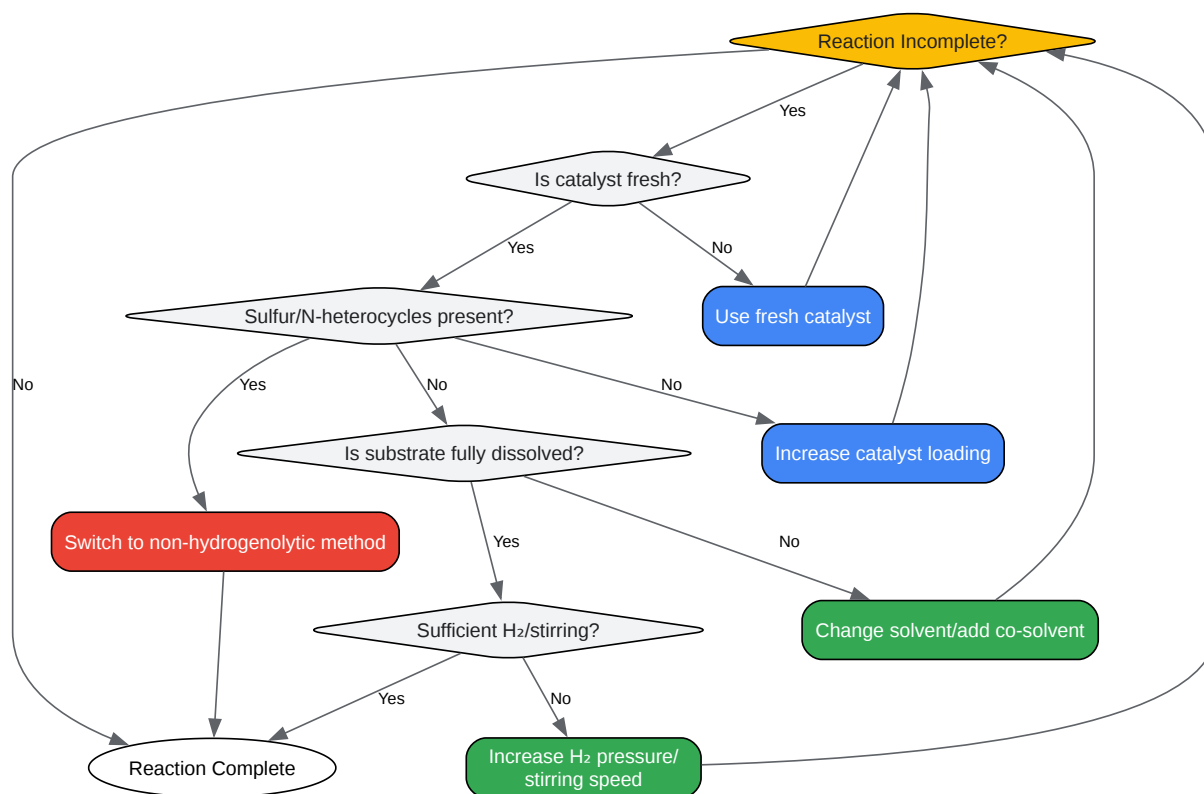 Reaction Incomplete?
Yes
Is catalyst fresh?
Yes
No
Use fresh catalyst
Sulfur/N-heterocycles present?
No
Yes
No
No
Is substrate fully dissolved?
Increase catalyst loading
Switch to non-hydrogenolytic method
Yes
No
Sufficient H₂/stirring?
Change solvent/add co-solvent
Yes
No
Reaction Complete
Increase H₂ pressure/
stirring speed